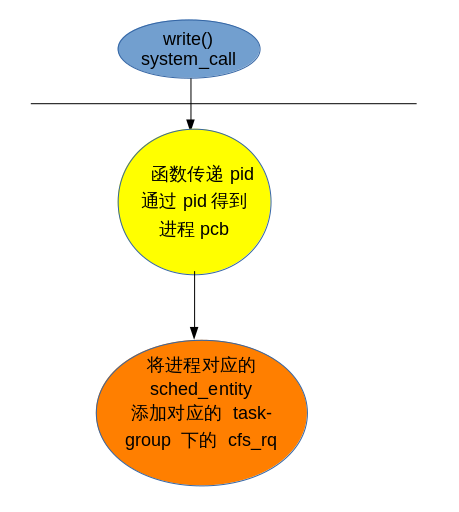 write()
system_call
函数传递 pid
通过 pid 得到
进程 pcb
将进程对应的
sched_entity
添加对应的 task-
group 下的 cfs_rq